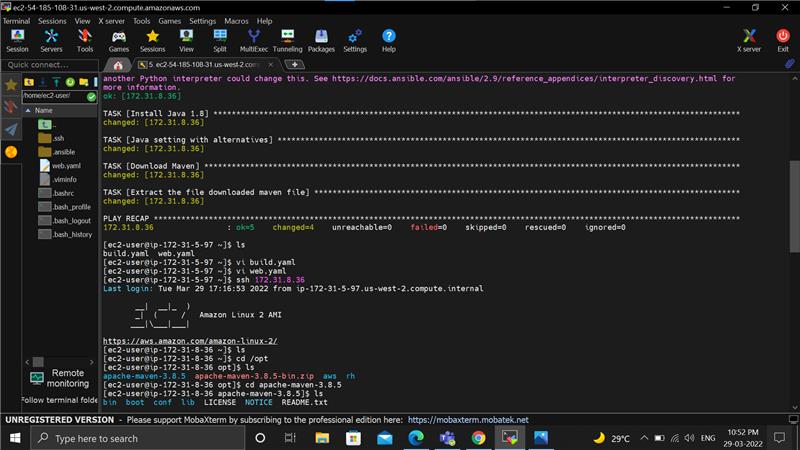 ec2-54-185-108-31.us-west-2.compute.amazonaws.com
Terminal Sessions View X server Tools Games Settings Macros Help
Session Servers Tools Games Sessions View Split MultiExec Tunneling Packages Settings Help X server Exit
Quick connect...
5. ec2-54-185-108-31.us-west-2.comp
/home/ec2-user/
Name
..
.ssh
.ansible
web.yaml
.viminfo
.bashrc
.bash_profile
.bash_logout
.bash_history
Remote
monitoring
Follow terminal folde
another Python interpreter could change this. See https://docs.ansible.com/ansible/2.9/reference_appendices/interpreter_discovery.html for
more information.
ok: [172.31.8.36]
TASK [Install Java 1.8]
changed: [172.31.8.36]
TASK [Java setting with alternatives]
changed: [172.31.8.36]
TASK [Download Maven]
changed: [172.31.8.36]
TASK [Extract the file downloaded maven file]
changed: [172.31.8.36]
PLAY RECAP
172.31.8.36 : ok=5 changed=4 unreachable=0 failed=0 skipped=0 rescued=0 ignored=0
[ec2-user@ip-172-31-5-97 ~]$ ls
build.yaml web.yaml
[ec2-user@ip-172-31-5-97 ~]$ vi build.yaml
[ec2-user@ip-172-31-5-97 ~]$ vi web.yaml
[ec2-user@ip-172-31-5-97 ~]$ ssh 172.31.8.36
Last login: Tue Mar 29 17:16:53 2022 from ip-172-31-5-97.us-west-2.compute.internal
__| __|_ )
_| ( / Amazon Linux 2 AMI
___|\___|___|
https://aws.amazon.com/amazon-linux-2/
[ec2-user@ip-172-31-8-36 ~]$ ls
[ec2-user@ip-172-31-8-36 ~]$ cd /opt
[ec2-user@ip-172-31-8-36 opt]$ ls
apache-maven-3.8.5 apache-maven-3.8.5-bin.zip aws rh
[ec2-user@ip-172-31-8-36 opt]$ cd apache-maven-3.8.5
[ec2-user@ip-172-31-8-36 apache-maven-3.8.5]$ ls
bin boot conf lib LICENSE NOTICE README.txt
UNREGISTERED VERSION - Please support MobaXterm by subscribing to the professional edition here: https://mobaxterm.mobatek.net
Type here to search
29°C
ENG
10:52 PM
29-03-2022